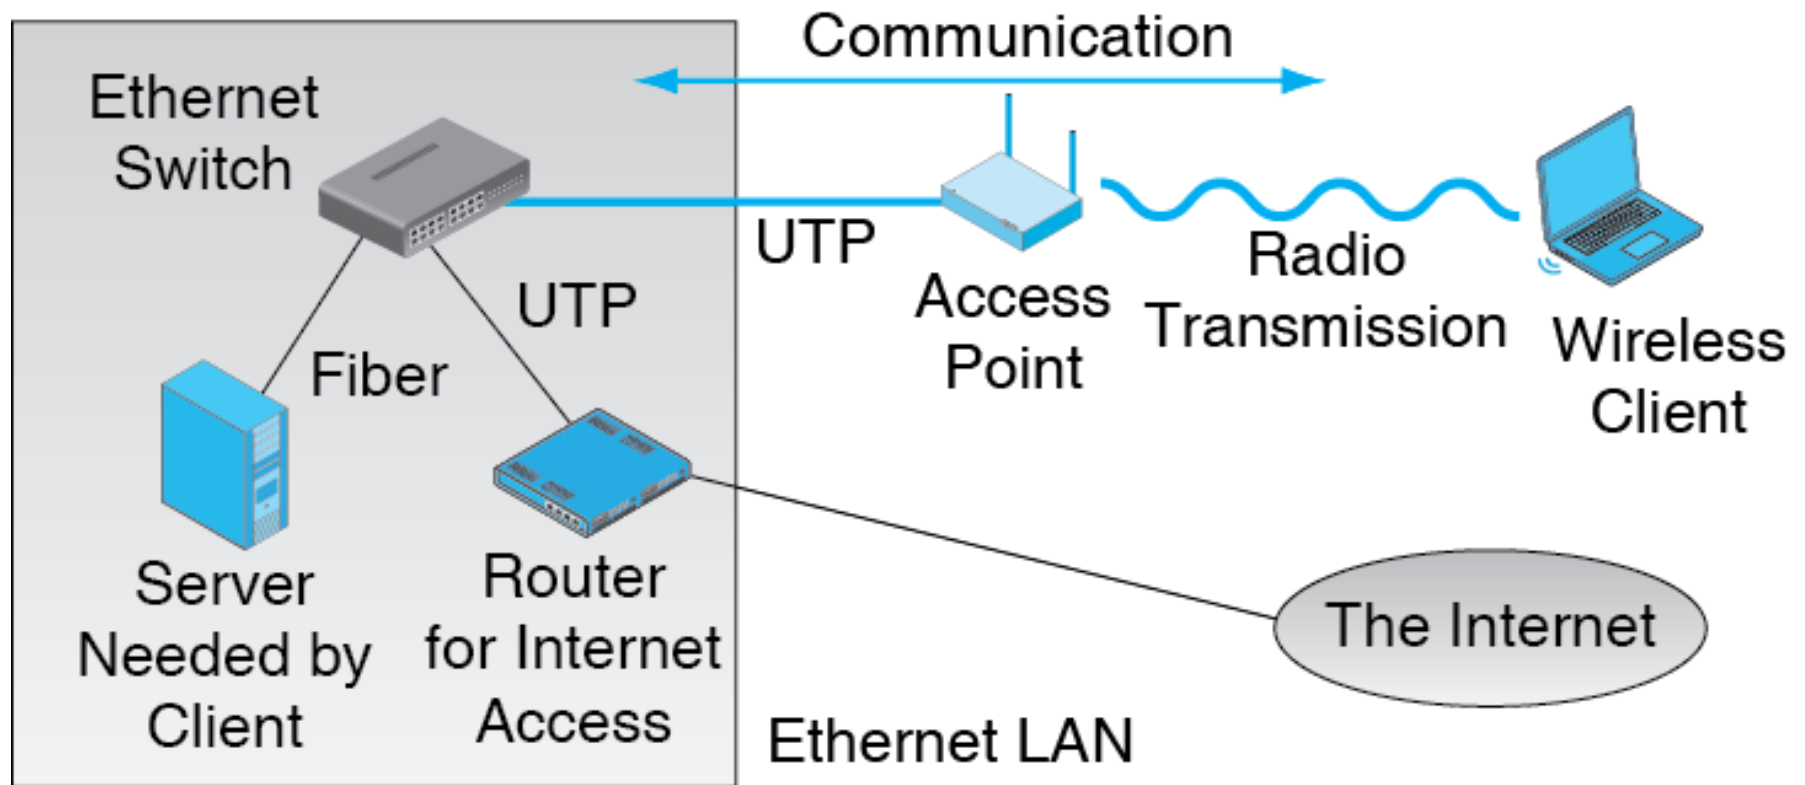 Communication
Ethernet
Switch
UTP
Access
Point
Radio
Transmission
Wireless
Client
UTP
Fiber
Server
Needed by
Client
Router
for Internet
Access
The Internet
Ethernet LAN